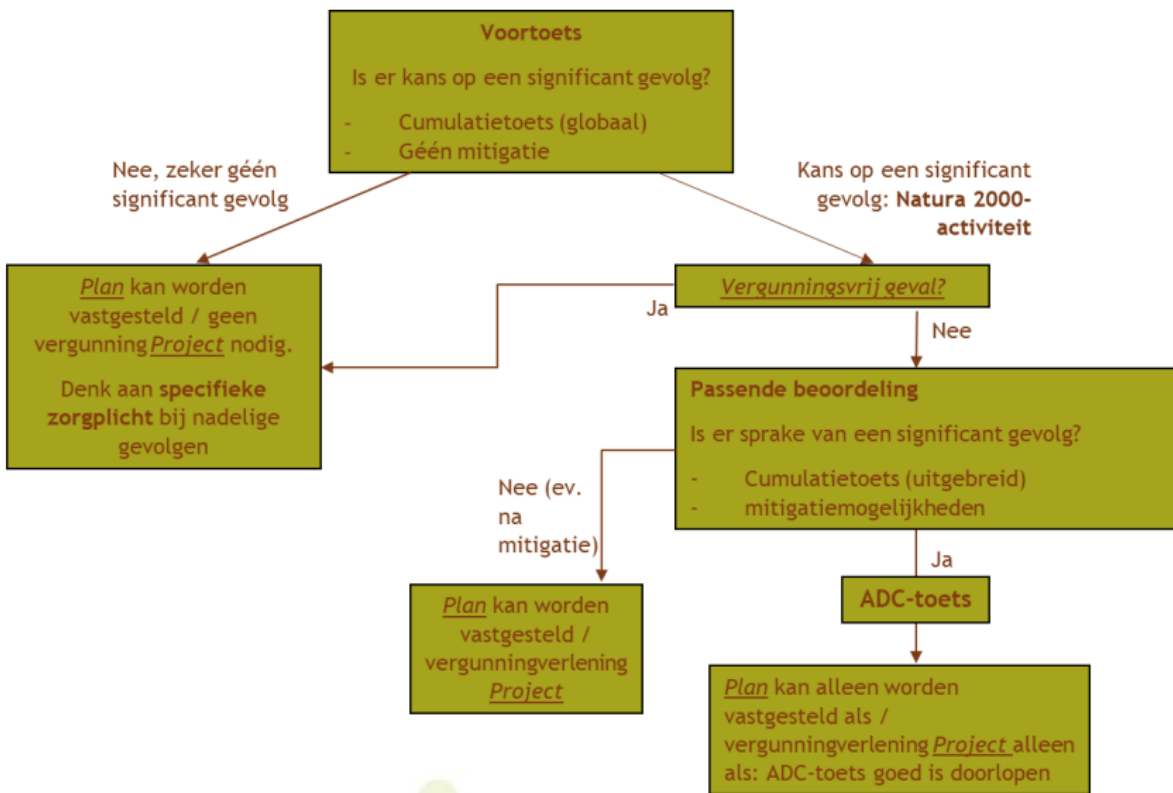 Voortoets
Is er kans op een significant gevolg?
- Cumulatietoets (globaal)
- Géén mitigatie
Nee, zeker géén
significant gevolg
Kans op een significant
gevolg: Natura 2000-
activiteit
Plan kan worden
vastgesteld / geen
vergunning Project nodig.
Denk aan specifieke
zorgplicht bij nadelige
gevolgen
Vergunningsvrij geval?
Ja
Nee
Passende beoordeling
Is er sprake van een significant gevolg?
- Cumulatietoets (uitgebreid)
- mitigatiemogelijkheden
Nee (ev.
na
mitigatie)
Plan kan worden
vastgesteld /
vergunningverlening
Project
Ja
ADC-toets
Plan kan alleen worden
vastgesteld als /
vergunningverlening Project alleen
als: ADC-toets goed is doorlopen